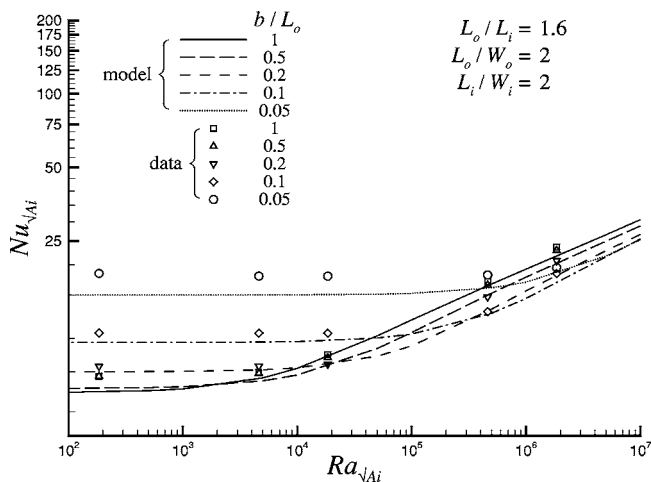 200
175
150
125
100
75
50
25
Nu√Ai
b / Lo
model
1
0.5
0.2
0.1
0.05
data
1
0.5
0.2
0.1
0.05
Lo / Li = 1.6
Lo / Wo = 2
Li / Wi = 2
10² 10³ 10⁴ 10⁵ 10⁶ 10⁷
Ra√Ai